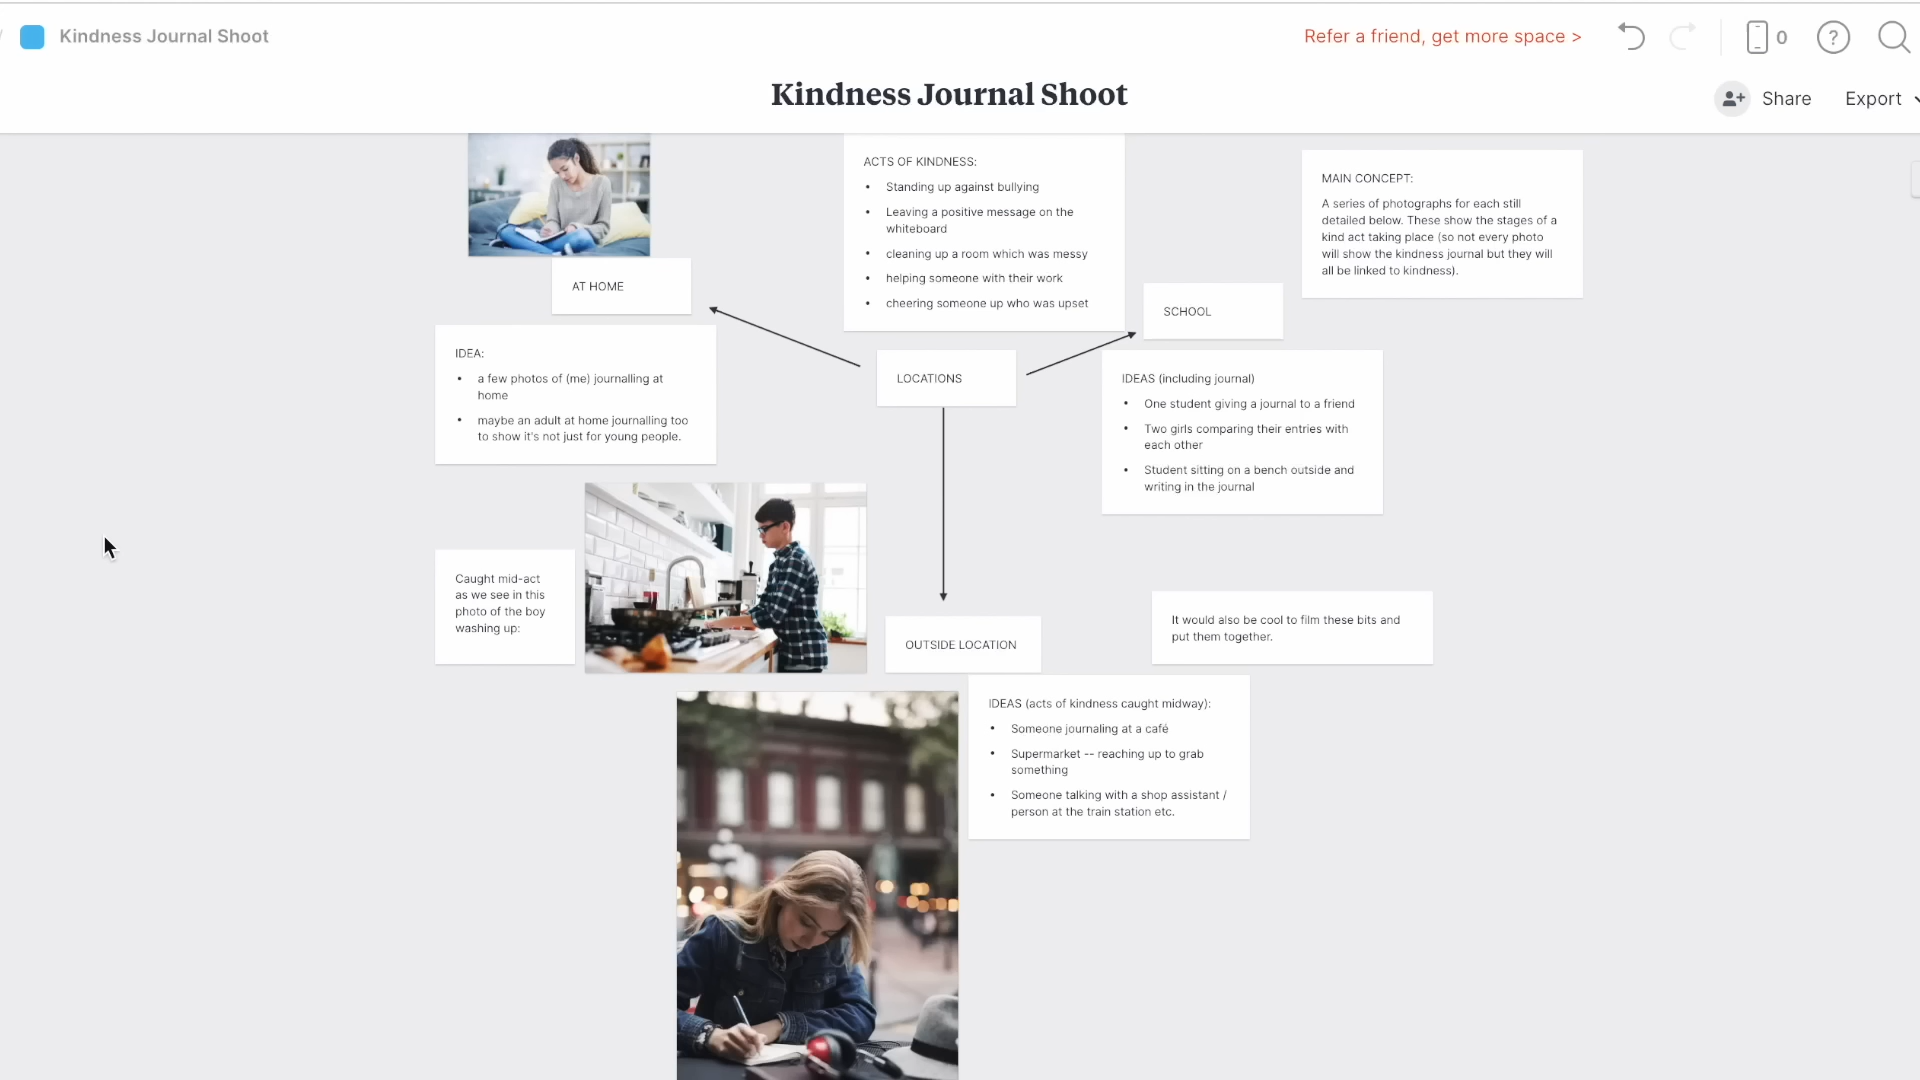 Kindness Journal Shoot
Refer a friend, get more space >
0
?
Kindness Journal Shoot
Share
Export
ACTS OF KINDNESS:
• Standing up against bullying
• Leaving a positive message on the
whiteboard
• cleaning up a room which was messy
• helping someone with their work
• cheering someone up who was upset
MAIN CONCEPT:
A series of photographs for each still
detailed below. These show the stages of a
kind act taking place (so not every photo
will show the kindness journal but they will
all be linked to kindness).
AT HOME
SCHOOL
IDEA:
• a few photos of (me) journalling at
home
• maybe an adult at home journalling too
to show it's not just for young people.
LOCATIONS
IDEAS (including journal)
• One student giving a journal to a friend
• Two girls comparing their entries with
each other
• Student sitting on a bench outside and
writing in the journal
Caught mid-act
as we see in this
photo of the boy
washing up:
OUTSIDE LOCATION
It would also be cool to film these bits and
put them together.
IDEAS (acts of kindness caught midway):
• Someone journaling at a café
• Supermarket -- reaching up to grab
something
• Someone talking with a shop assistant /
person at the train station etc.